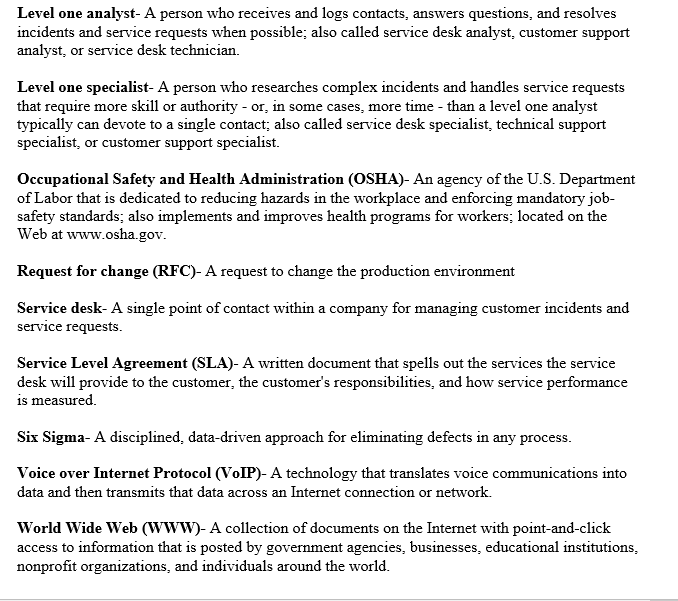 Level one analyst- A person who receives and logs contacts, answers questions, and resolves
incidents and service requests when possible; also called service desk analyst, customer support
analyst, or service desk technician.
Level one specialist- A person who researches complex incidents and handles service requests
that require more skill or authority - or, in some cases, more time - than a level one analyst
typically can devote to a single contact; also called service desk specialist, technical support
specialist, or customer support specialist.
Occupational Safety and Health Administration (OSHA)- An agency of the U.S. Department
of Labor that is dedicated to reducing hazards in the workplace and enforcing mandatory job-
safety standards; also implements and improves health programs for workers; located on the
Web at www.osha.gov.
Request for change (RFC)- A request to change the production environment
Service desk- A single point of contact within a company for managing customer incidents and
service requests.
Service Level Agreement (SLA)- A written document that spells out the services the service
desk will provide to the customer, the customer's responsibilities, and how service performance
is measured.
Six Sigma- A disciplined, data-driven approach for eliminating defects in any process.
Voice over Internet Protocol (VoIP)- A technology that translates voice communications into
data and then transmits that data across an Internet connection or network.
World Wide Web (WWW)- A collection of documents on the Internet with point-and-click
access to information that is posted by government agencies, businesses, educational institutions,
nonprofit organizations, and individuals around the world.